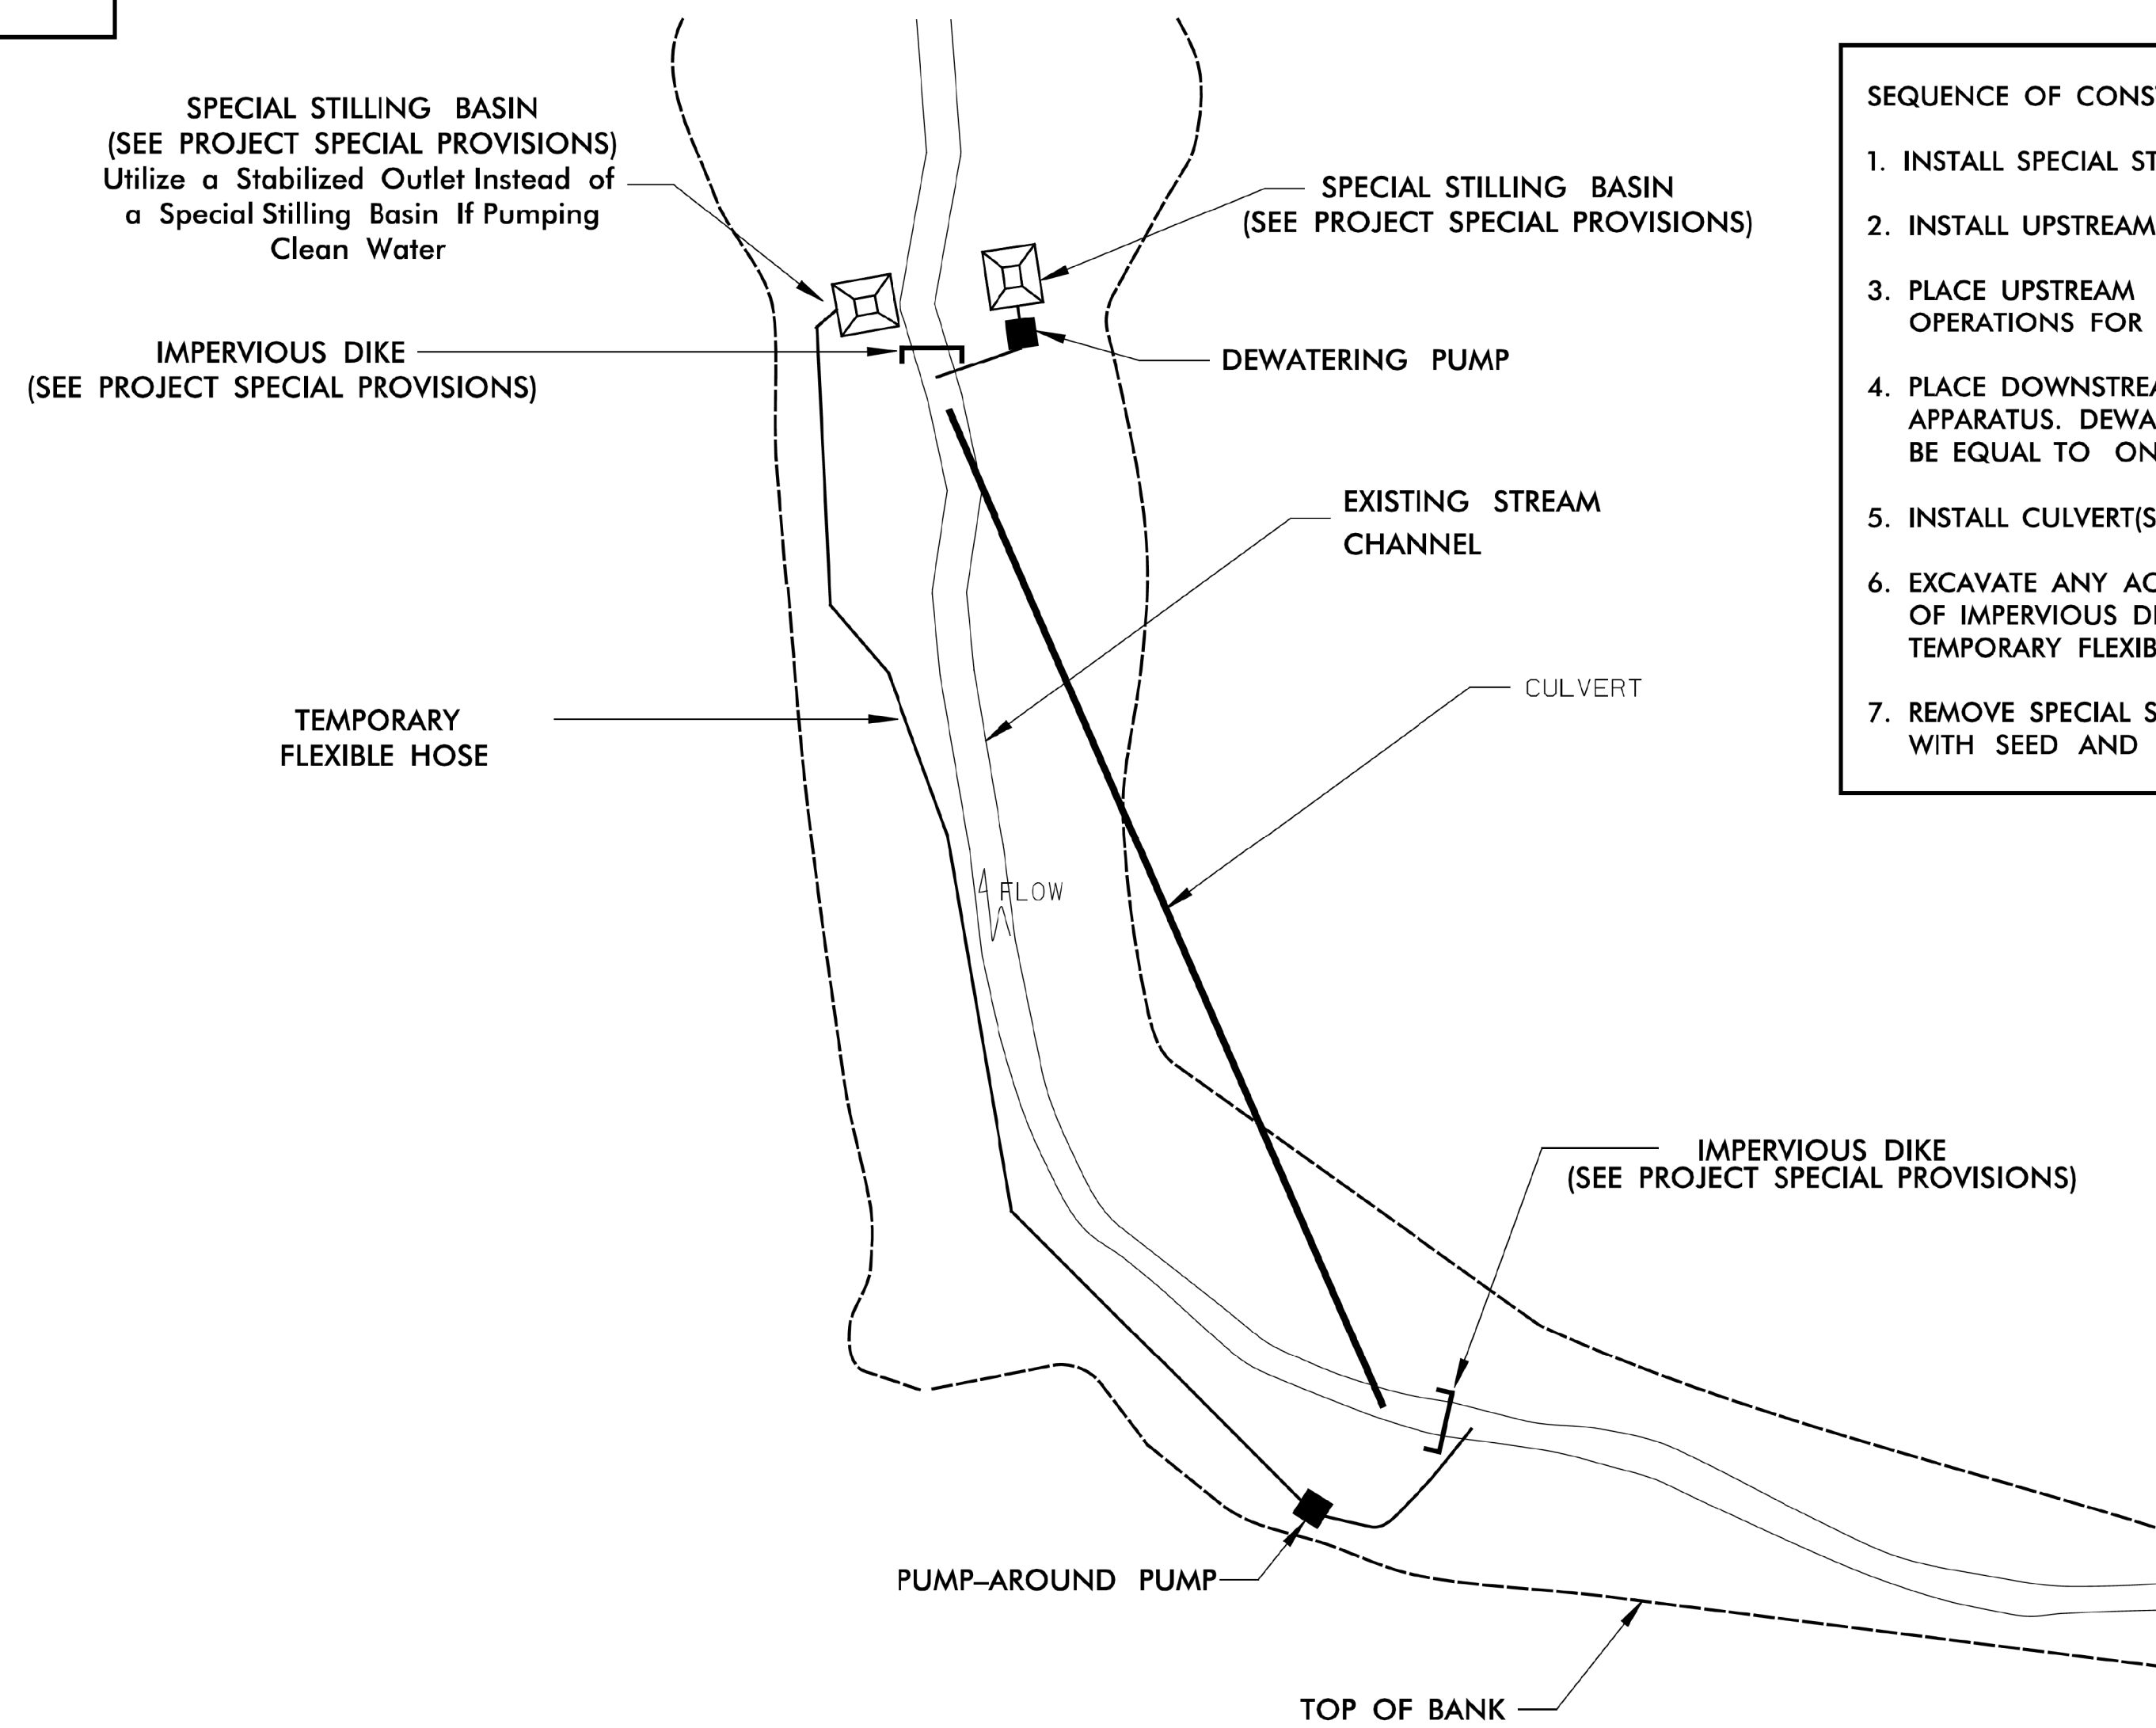 SPECIAL STILLING BASIN
(SEE PROJECT SPECIAL PROVISIONS)
Utilize a Stabilized Outlet Instead of
a Special Stilling Basin If Pumping
Clean Water
IMPERVIOUS DIKE
(SEE PROJECT SPECIAL PROVISIONS)
TEMPORARY
FLEXIBLE HOSE
SPECIAL STILLING BASIN
(SEE PROJECT SPECIAL PROVISIONS)
DEWATERING PUMP
EXISTING STREAM
CHANNEL
CULVERT
FLOW
IMPERVIOUS DIKE
(SEE PROJECT SPECIAL PROVISIONS)
PUMP-AROUND PUMP
TOP OF BANK
SEQUENCE OF CONS
1. INSTALL SPECIAL ST
2. INSTALL UPSTREAM
3. PLACE UPSTREAM
OPERATIONS FOR
4. PLACE DOWNSTREA
APPARATUS. DEWA
BE EQUAL TO ON
5. INSTALL CULVERT(S
6. EXCAVATE ANY AC
OF IMPERVIOUS DI
TEMPORARY FLEXIB
7. REMOVE SPECIAL S
WITH SEED AND